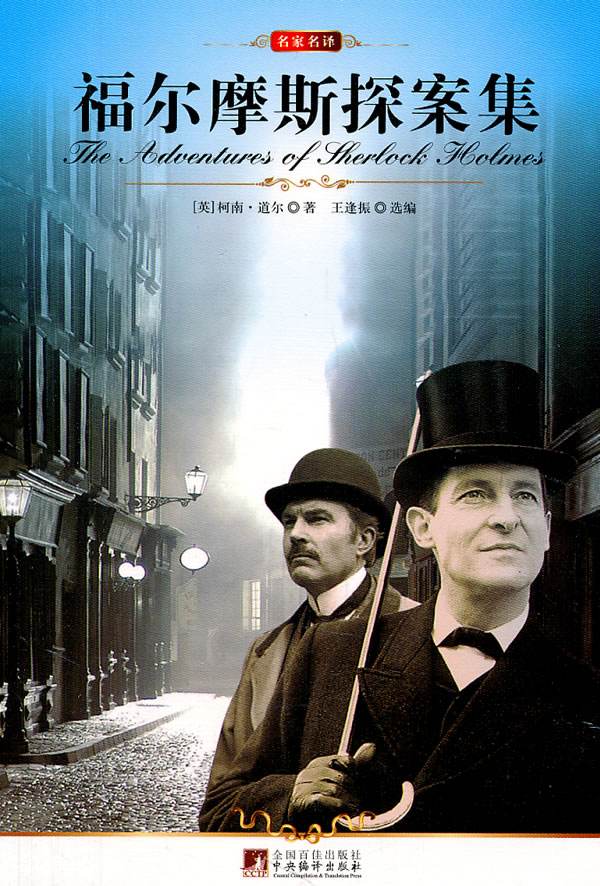 名家名译
福尔摩斯探案集
The Adventures of Sherlock Holmes
[英]柯南·道尔◎著 王逢振◎选编
CCTP
全国百佳出版社
中央编译出版社
Central Compilation & Translation Press